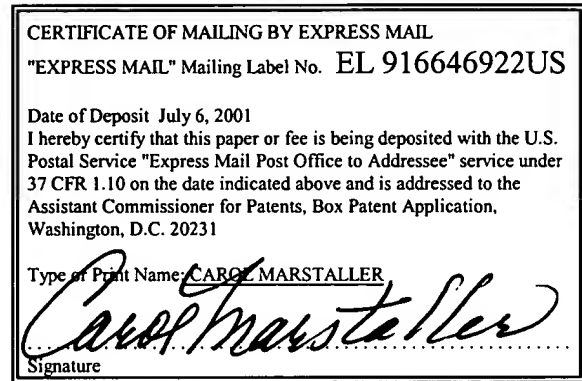 CERTIFICATE OF MAILING BY EXPRESS MAIL
"EXPRESS MAIL" Mailing Label No. EL 916646922US
Date of Deposit July 6, 2001
I hereby certify that this paper or fee is being deposited with the U.S.
Postal Service "Express Mail Post Office to Addressee" service under
37 CFR 1.10 on the date indicated above and is addressed to the
Assistant Commissioner for Patents, Box Patent Application,
Washington, D.C. 20231
Type or Print Name: CAROL MARSTALLER
Carol Marstaller
Signature